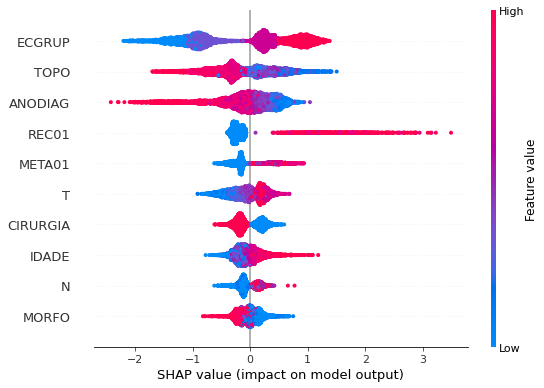 High
ECGRUP
TOPO
ANODIAG
REC01
META01
T
CIRURGIA
IDADE
N
MORFO
Feature value
Low
−2
−1
0
1
2
3
SHAP value (impact on model output)